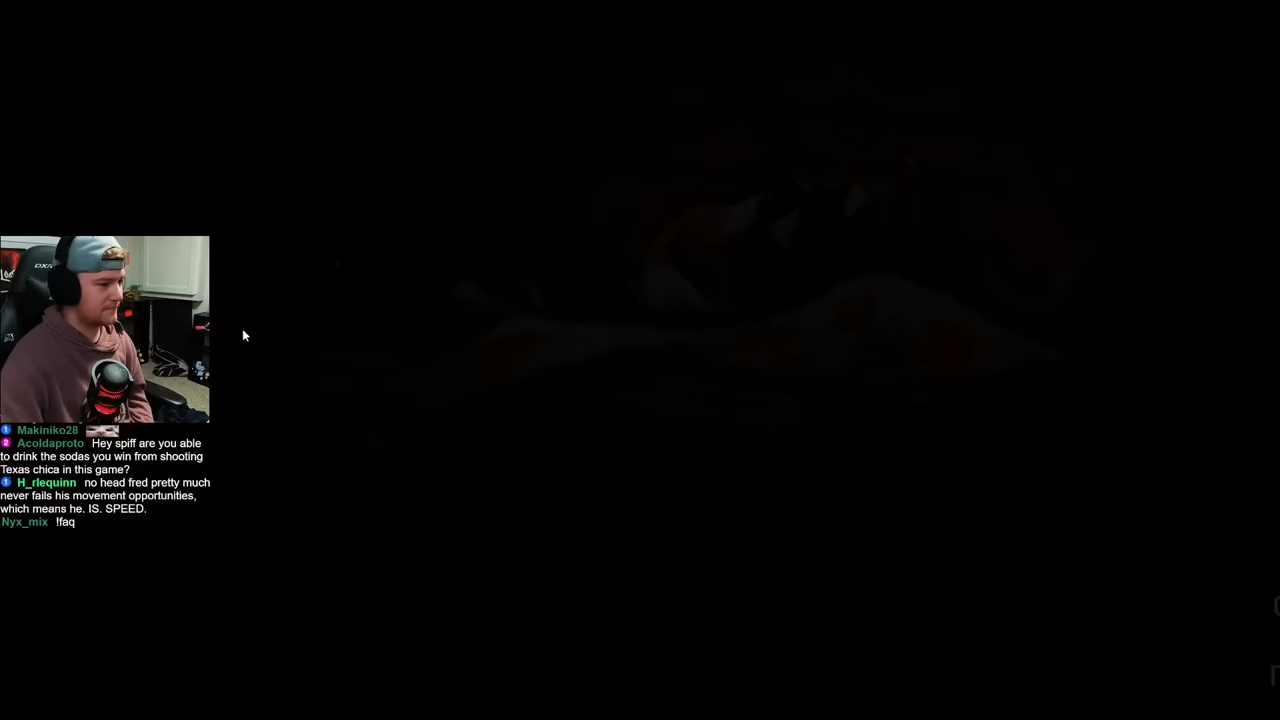 Makiniko28
Acoldaproto Hey spiff are you able
to drink the sodas you win from shooting
Texas chica in this game?
H_rlequinn no head fred pretty much
never fails his movement opportunities,
which means he. IS. SPEED.
Nyx_mix !faq